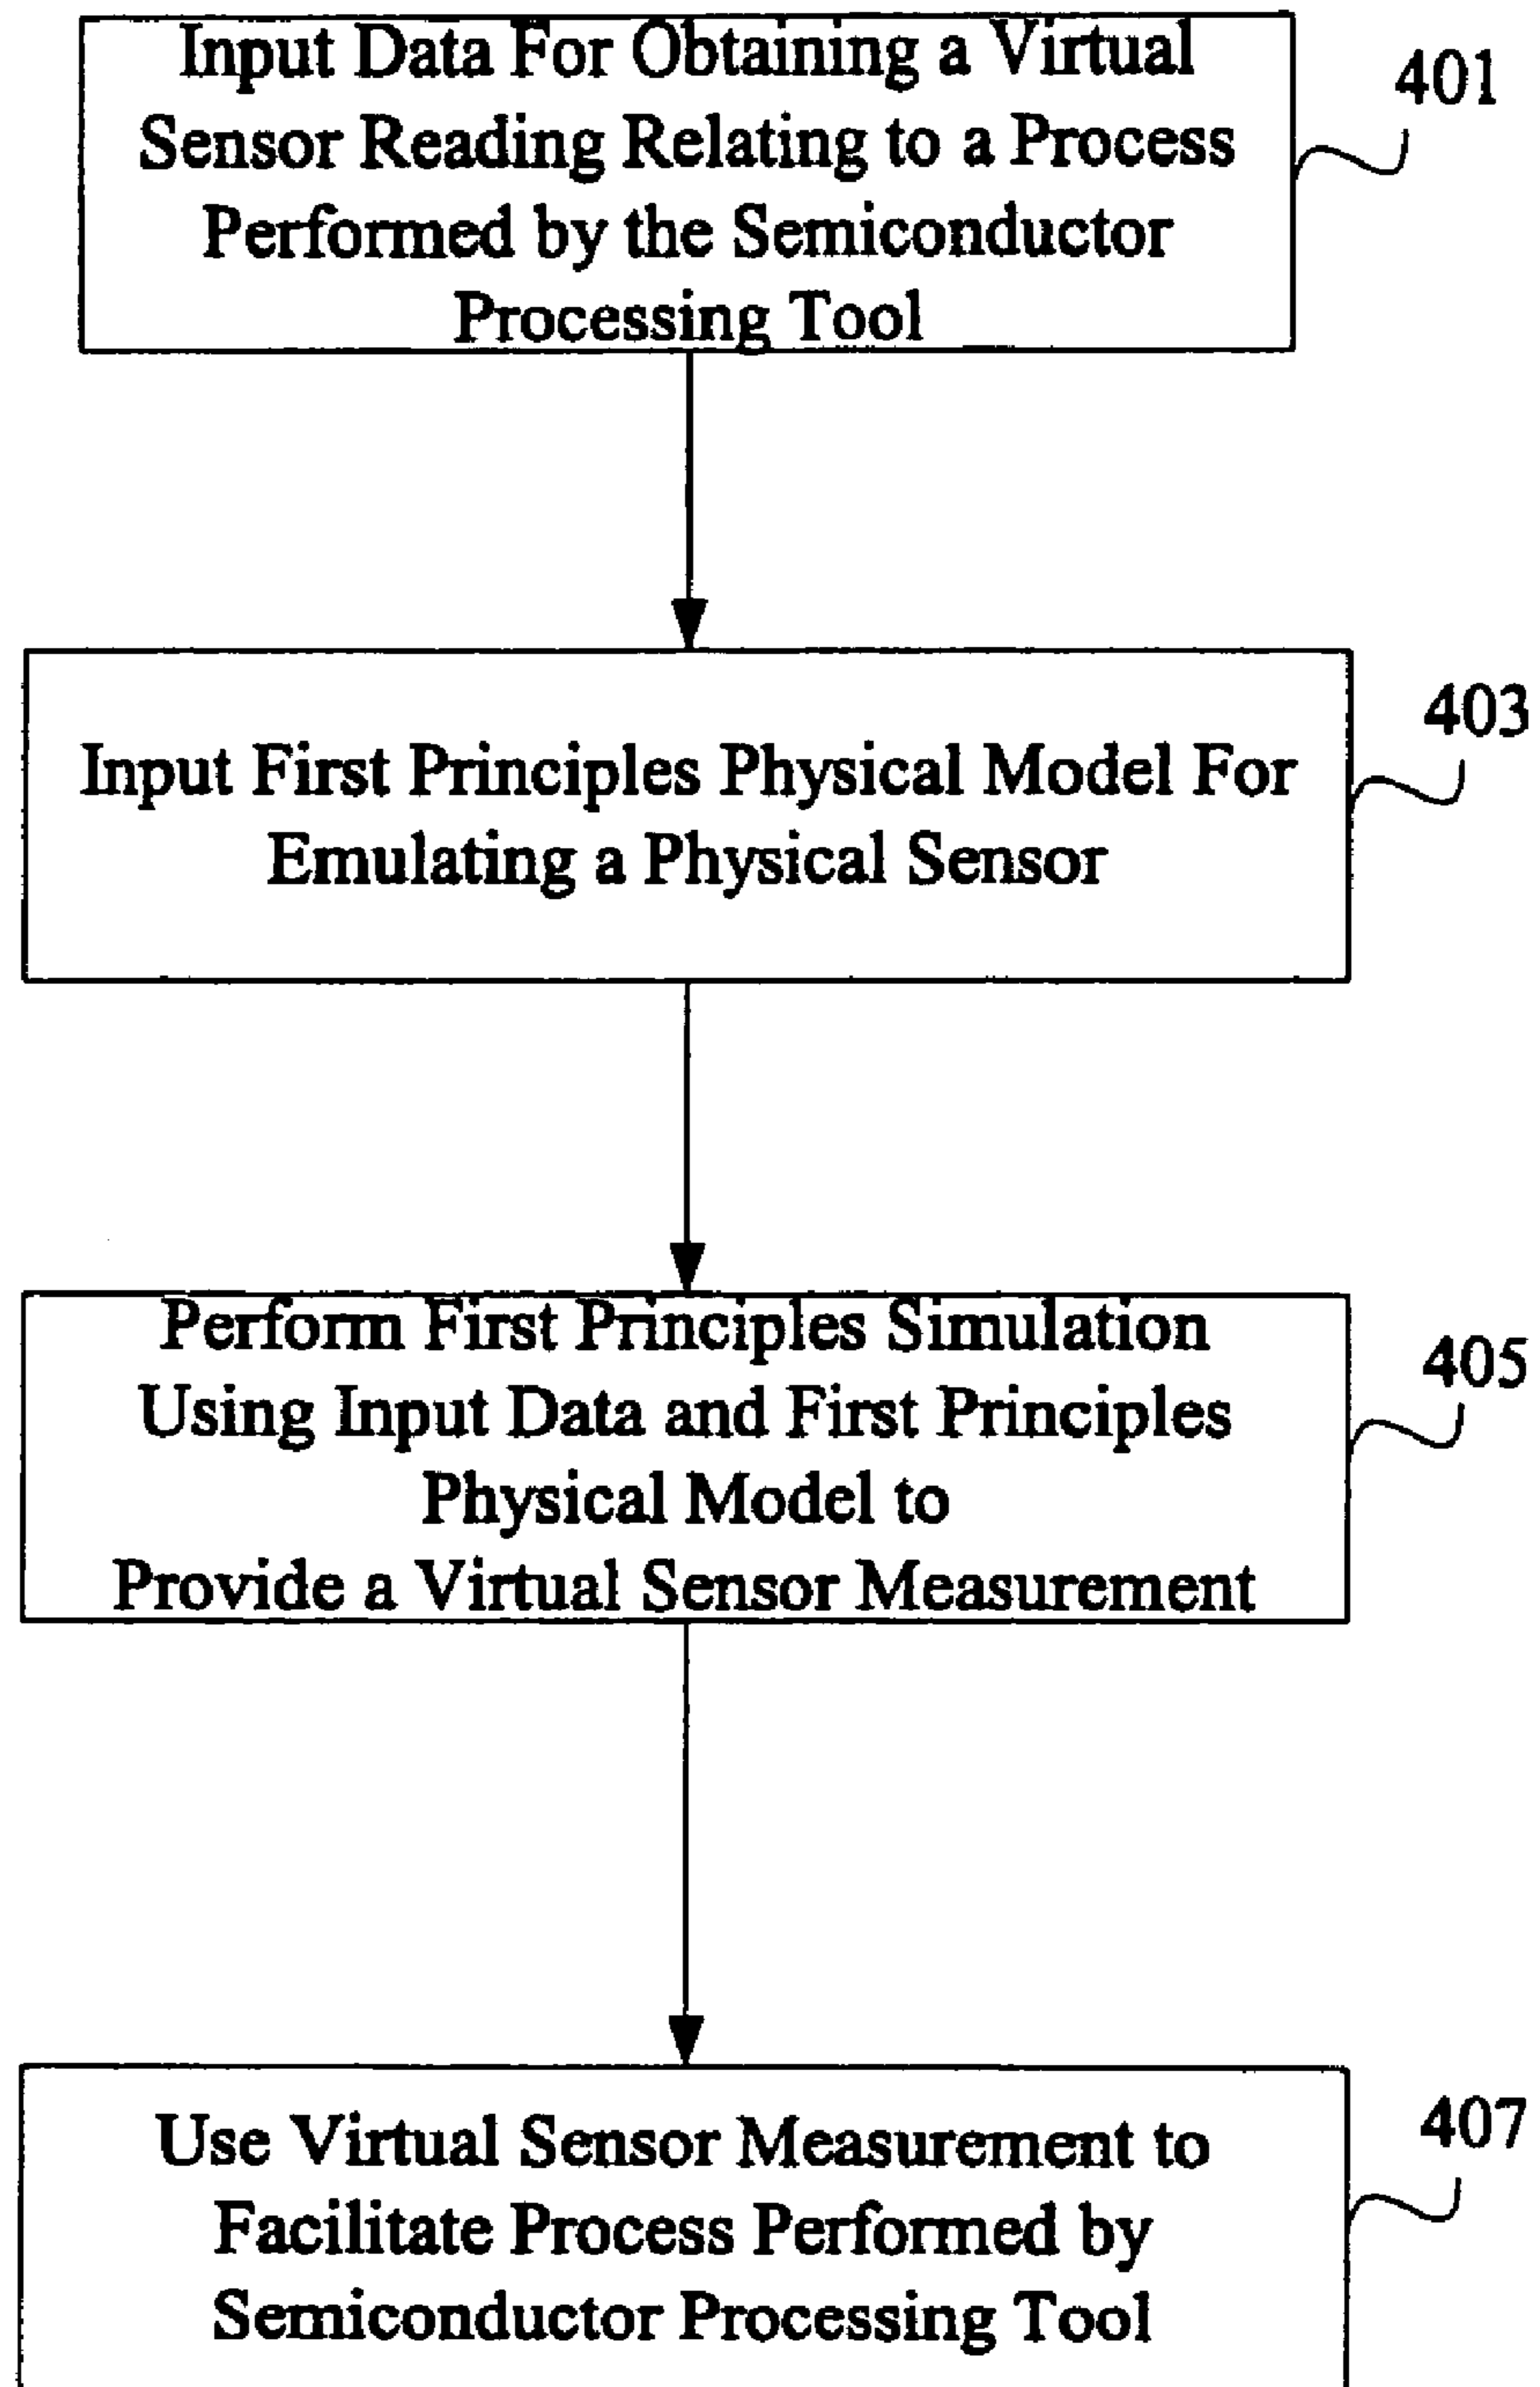 Input Data For Obtaining a Virtual
Sensor Reading Relating to a Process
Performed by the Semiconductor
Processing Tool
401
Input First Principles Physical Model For
Emulating a Physical Sensor
403
Perform First Principles Simulation
Using Input Data and First Principles
Physical Model to
Provide a Virtual Sensor Measurement
405
Use Virtual Sensor Measurement to
Facilitate Process Performed by
Semiconductor Processing Tool
407